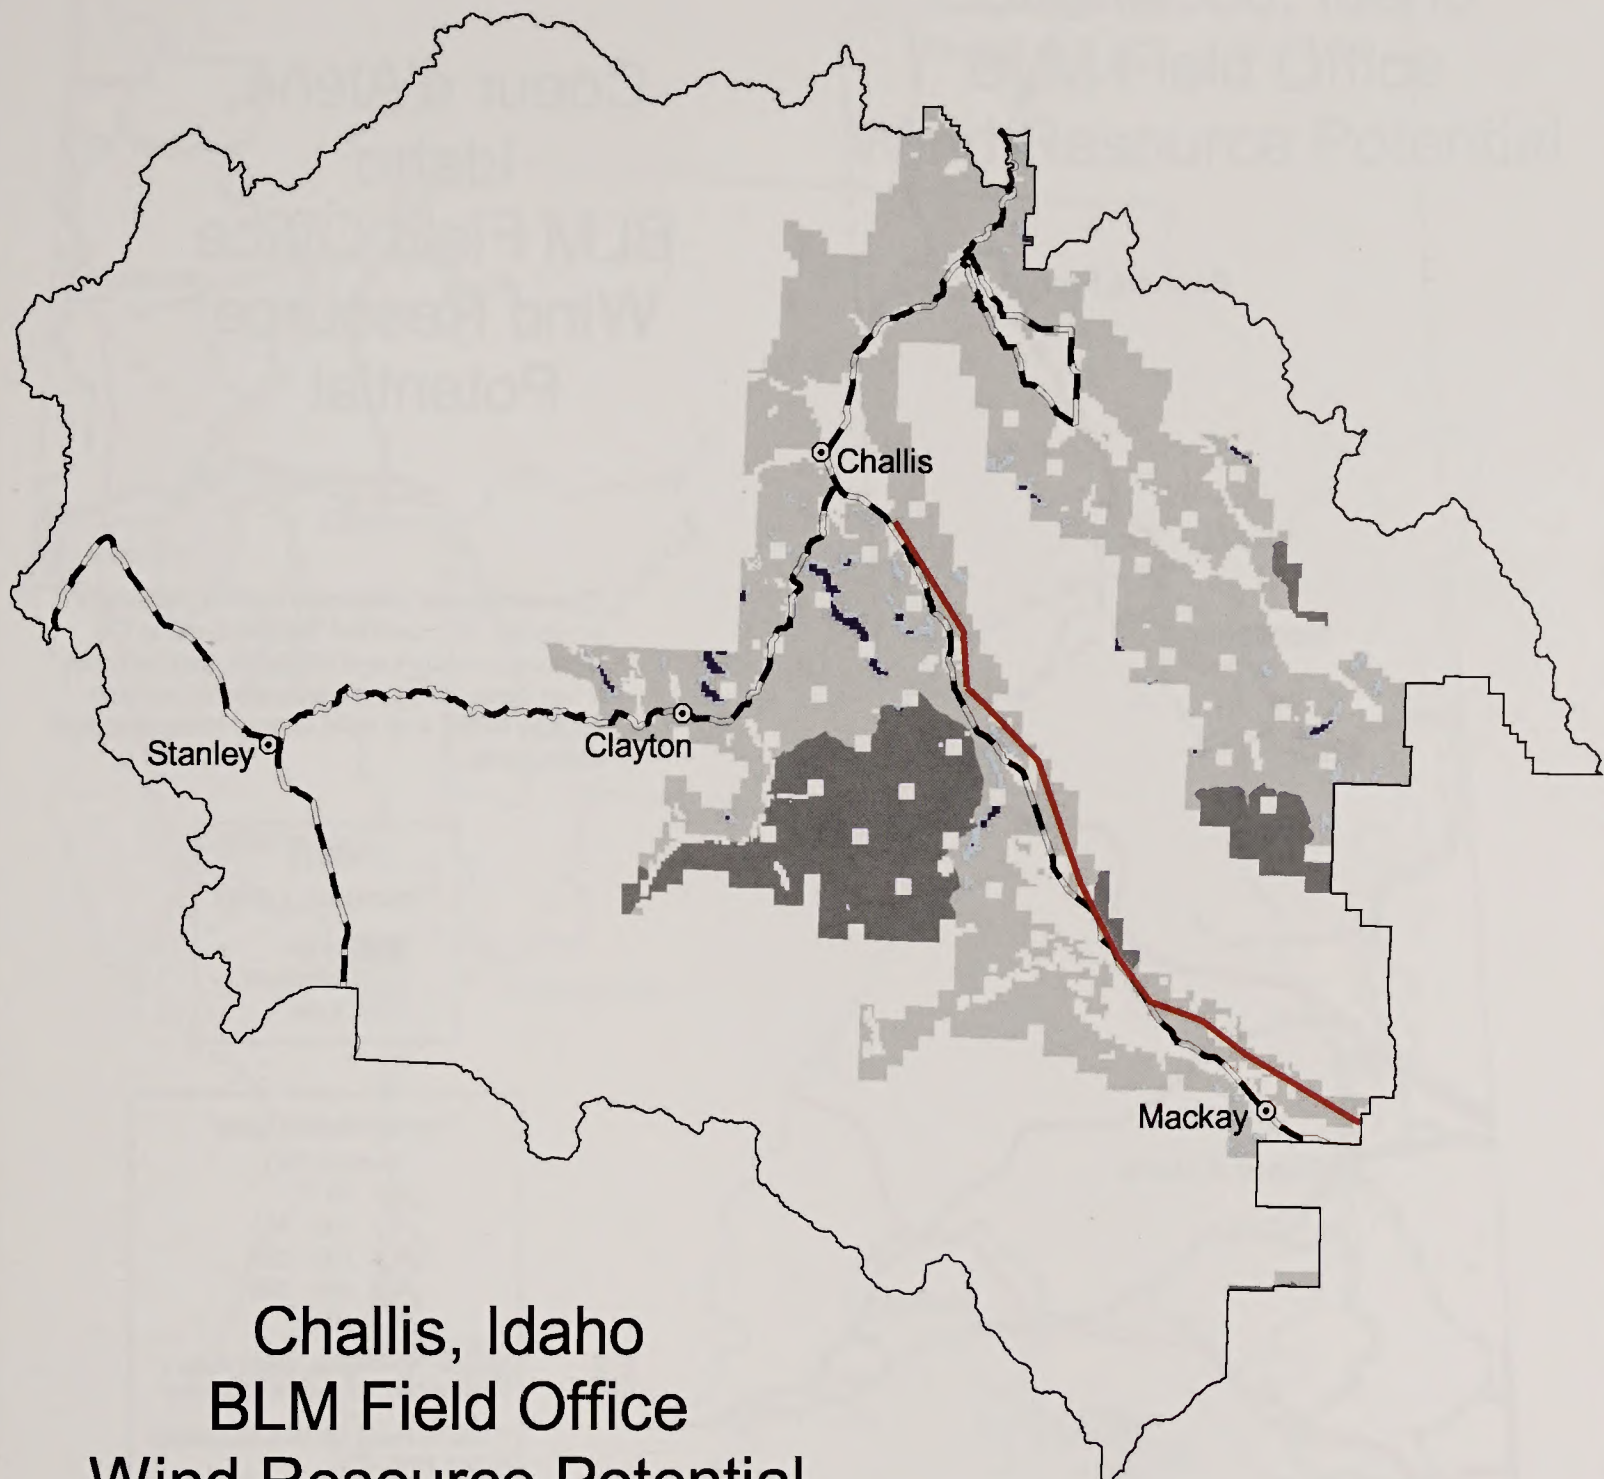 Challis
Stanley
Clayton
Mackay
Challis, Idaho
BLM Field Office
Wind Resource Potential